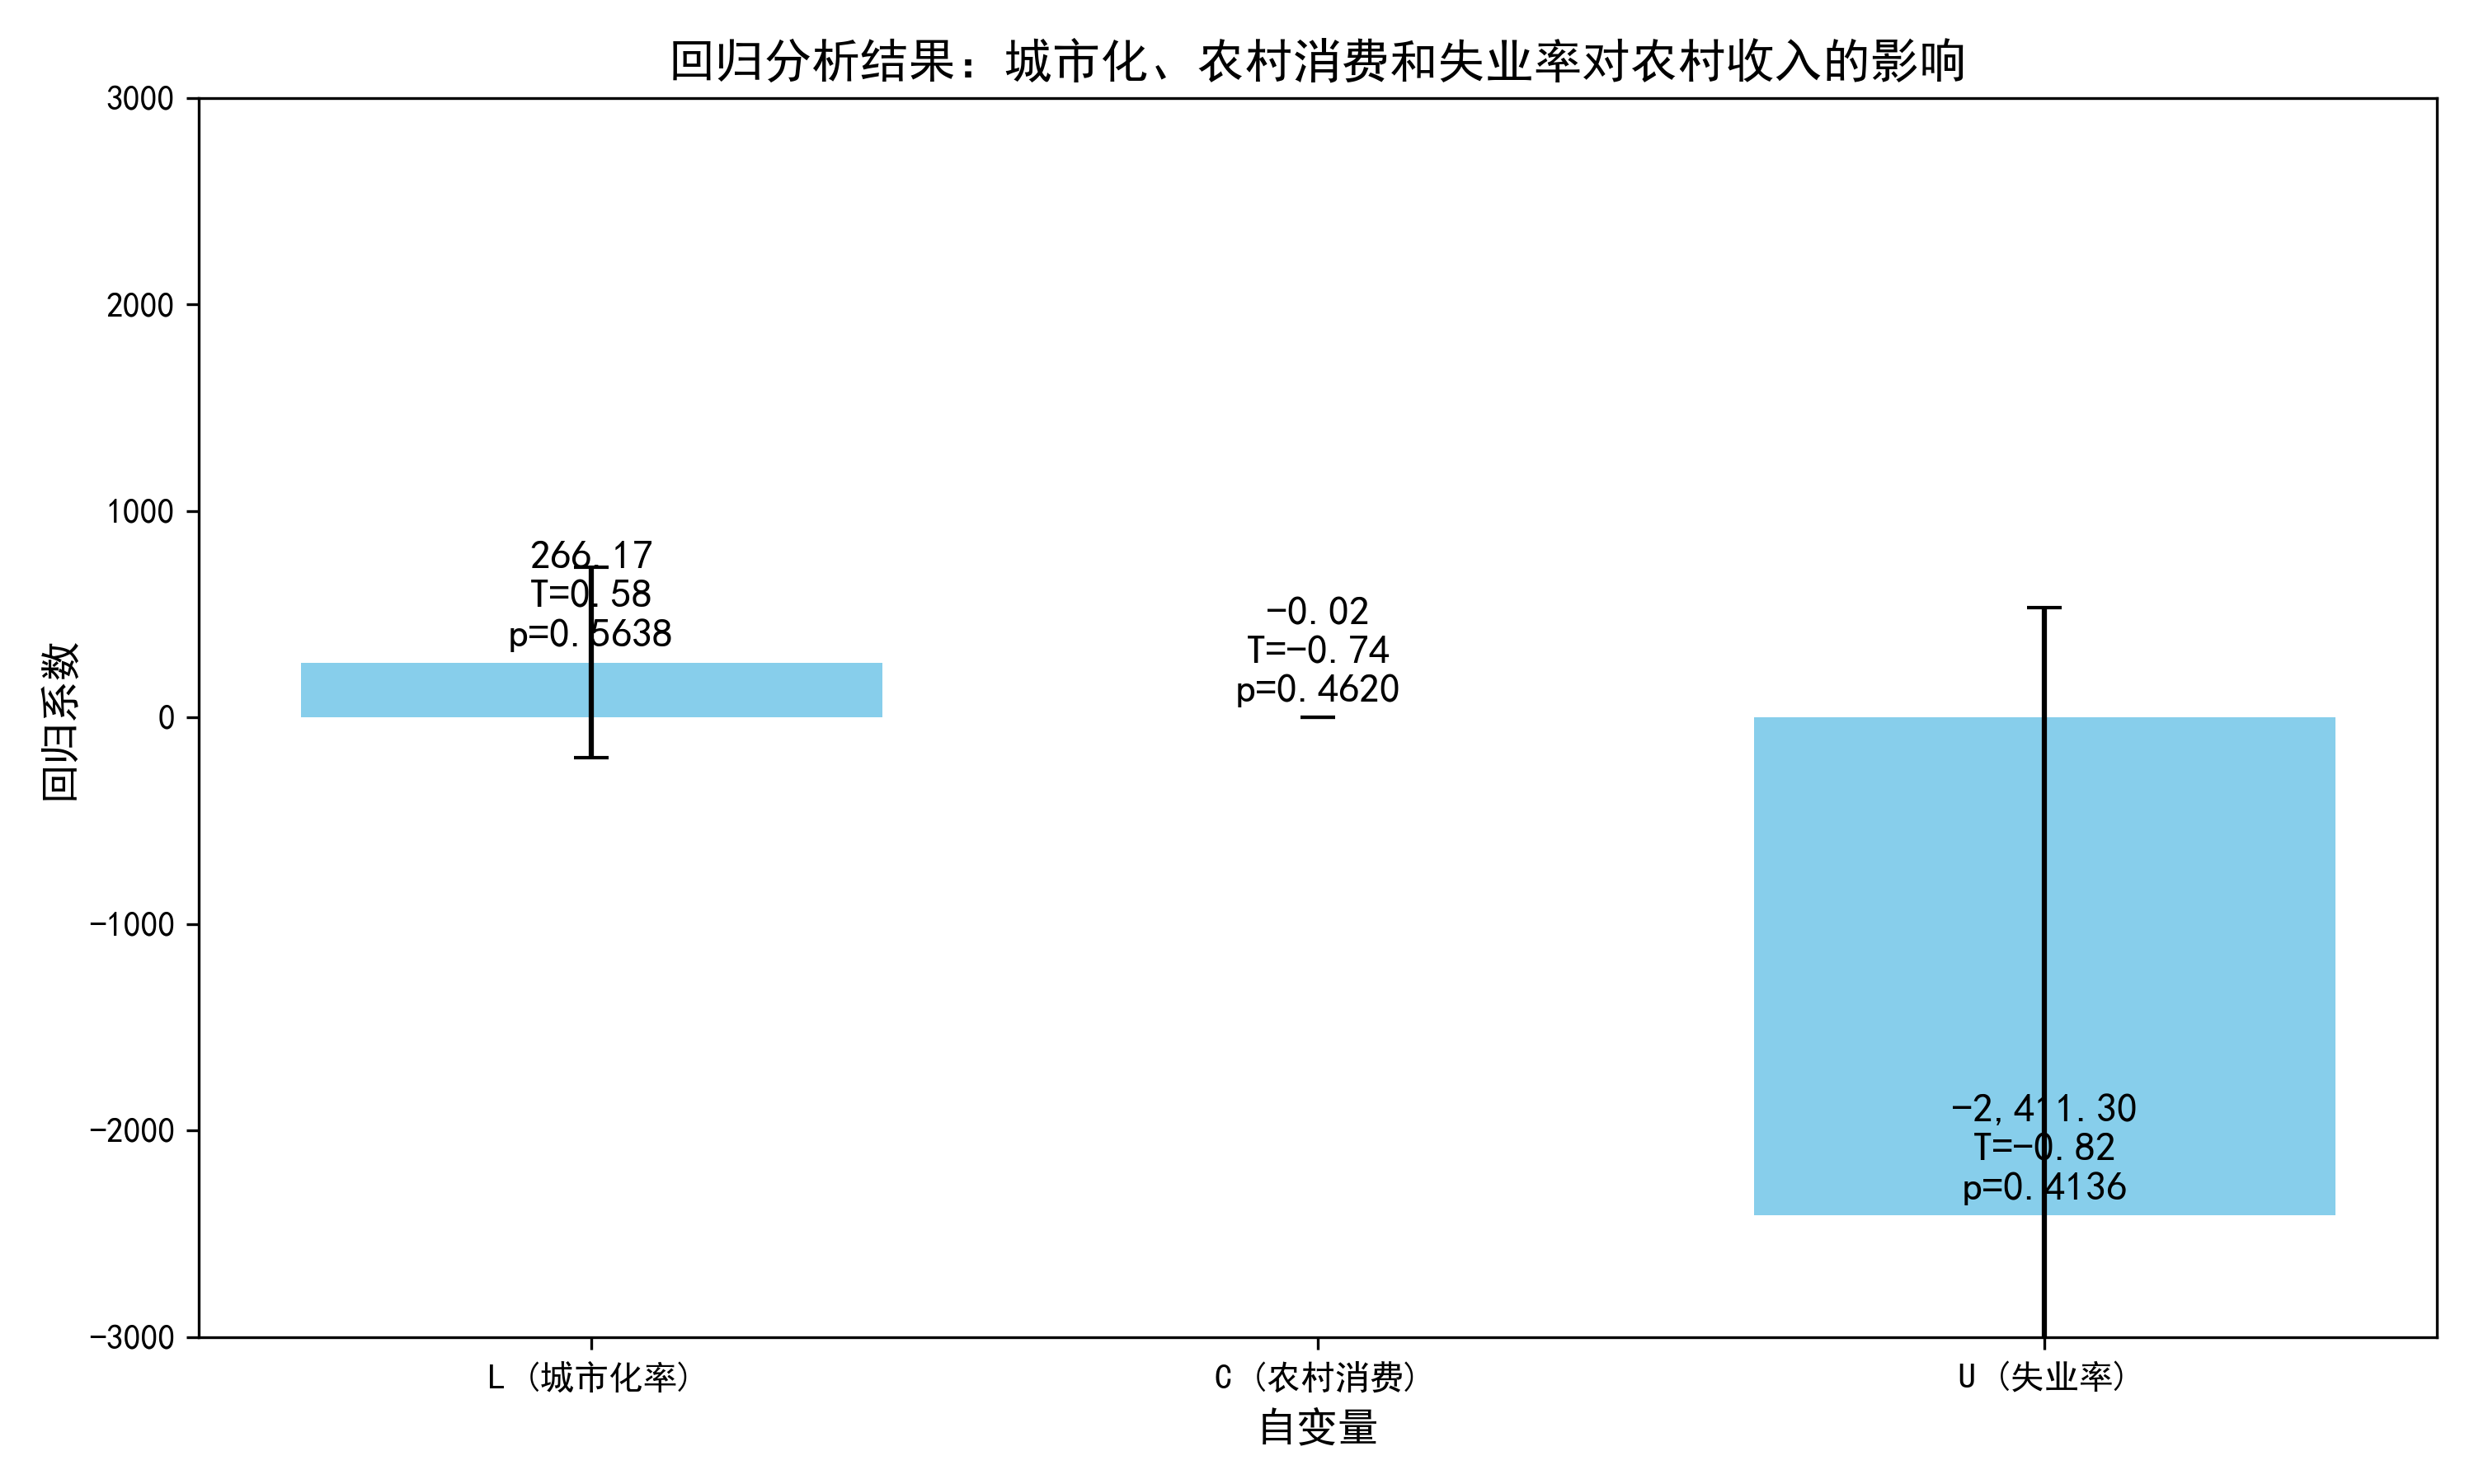 回归分析结果：城市化、农村消费和失业率对农村收入的影响
3000
2000
1000
0
−1000
−2000
−3000
回归系数
266.17
T=0.58
p=0.5638
−0.02
T=−0.74
p=0.4620
−2,411.30
T=−0.82
p=0.4136
L (城市化率)
C (农村消费)
U (失业率)
自变量